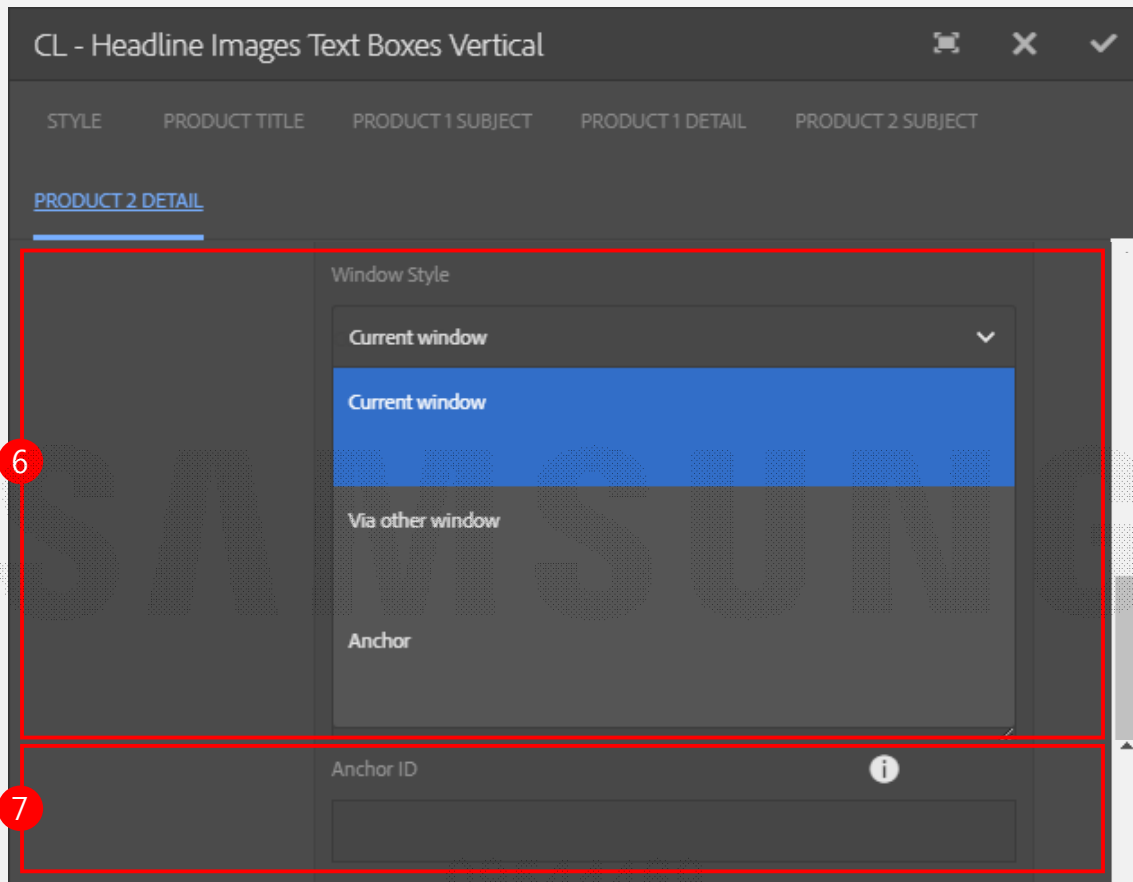 CL - Headline Images Text Boxes Vertical
STYLE PRODUCT TITLE PRODUCT 1 SUBJECT PRODUCT 1 DETAIL PRODUCT 2 SUBJECT
PRODUCT 2 DETAIL
Window Style
Current window
Current window
6
SAMSUNG
Via other window
Anchor
Anchor ID
7